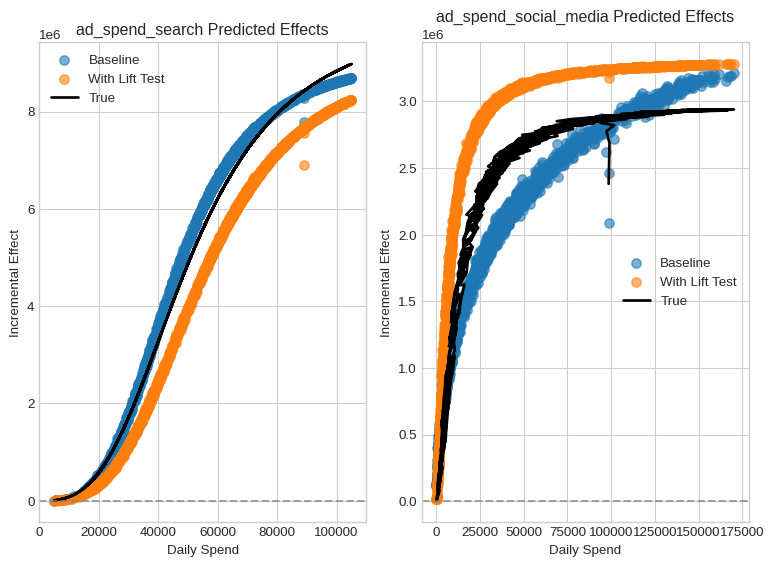 ad_spend_search Predicted Effects
1e6
Baseline
With Lift Test
True
8
6
4
2
0
Incremental Effect
0 20000 40000 60000 80000 100000
Daily Spend
ad_spend_social_media Predicted Effects
1e6
3.0
2.5
2.0
1.5
1.0
0.5
0.0
Incremental Effect
Baseline
With Lift Test
True
0 25000 50000 75000 100000 125000 150000 175000
Daily Spend